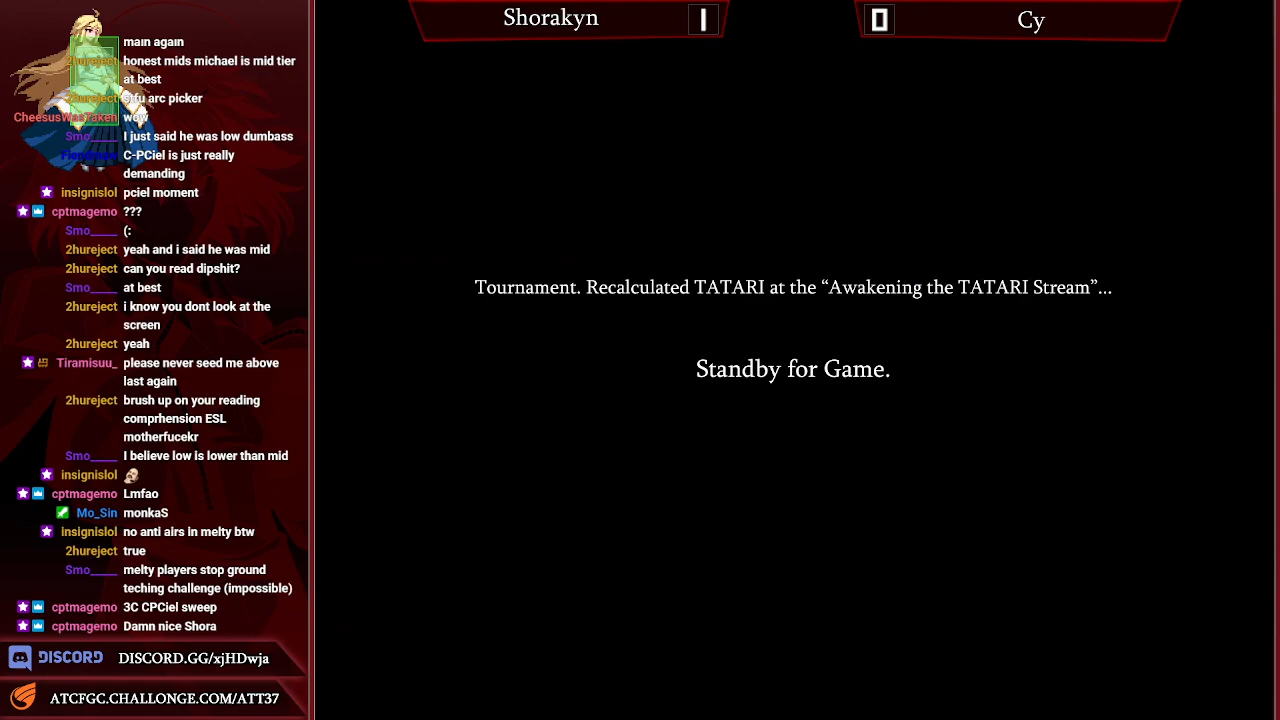 Shorakyn 1 0 Cy
main again
2hureject honest mids michael is mid tier
at best
2hureject stfu arc picker
CheesusWasTaken wow
Smo_____ I just said he was low dumbass
C-PCiel is just really
demanding
insignislol pciel moment
cptmagemo ???
Smo_____ (:
2hureject yeah and i said he was mid
2hureject can you read dipshit?
Smo_____ at best
2hureject i know you dont look at the
screen
2hureject yeah
Tiramisuu_ please never seed me above
last again
2hureject brush up on your reading
comprhension ESL
motherfucekr
Smo_____ I believe low is lower than mid
insignislol
cptmagemo Lmfao
Mo_Sin monkaS
insignislol no anti airs in melty btw
2hureject true
Smo_____ melty players stop ground
teching challenge (impossible)
cptmagemo 3C CPCiel sweep
cptmagemo Damn nice Shora
DISCORD DISCORD.GG/xjHDwja
ATCFGC.CHALLONGE.COM/ATT37
Tournament. Recalculated TATARI at the “Awakening the TATARI Stream”...
Standby for Game.